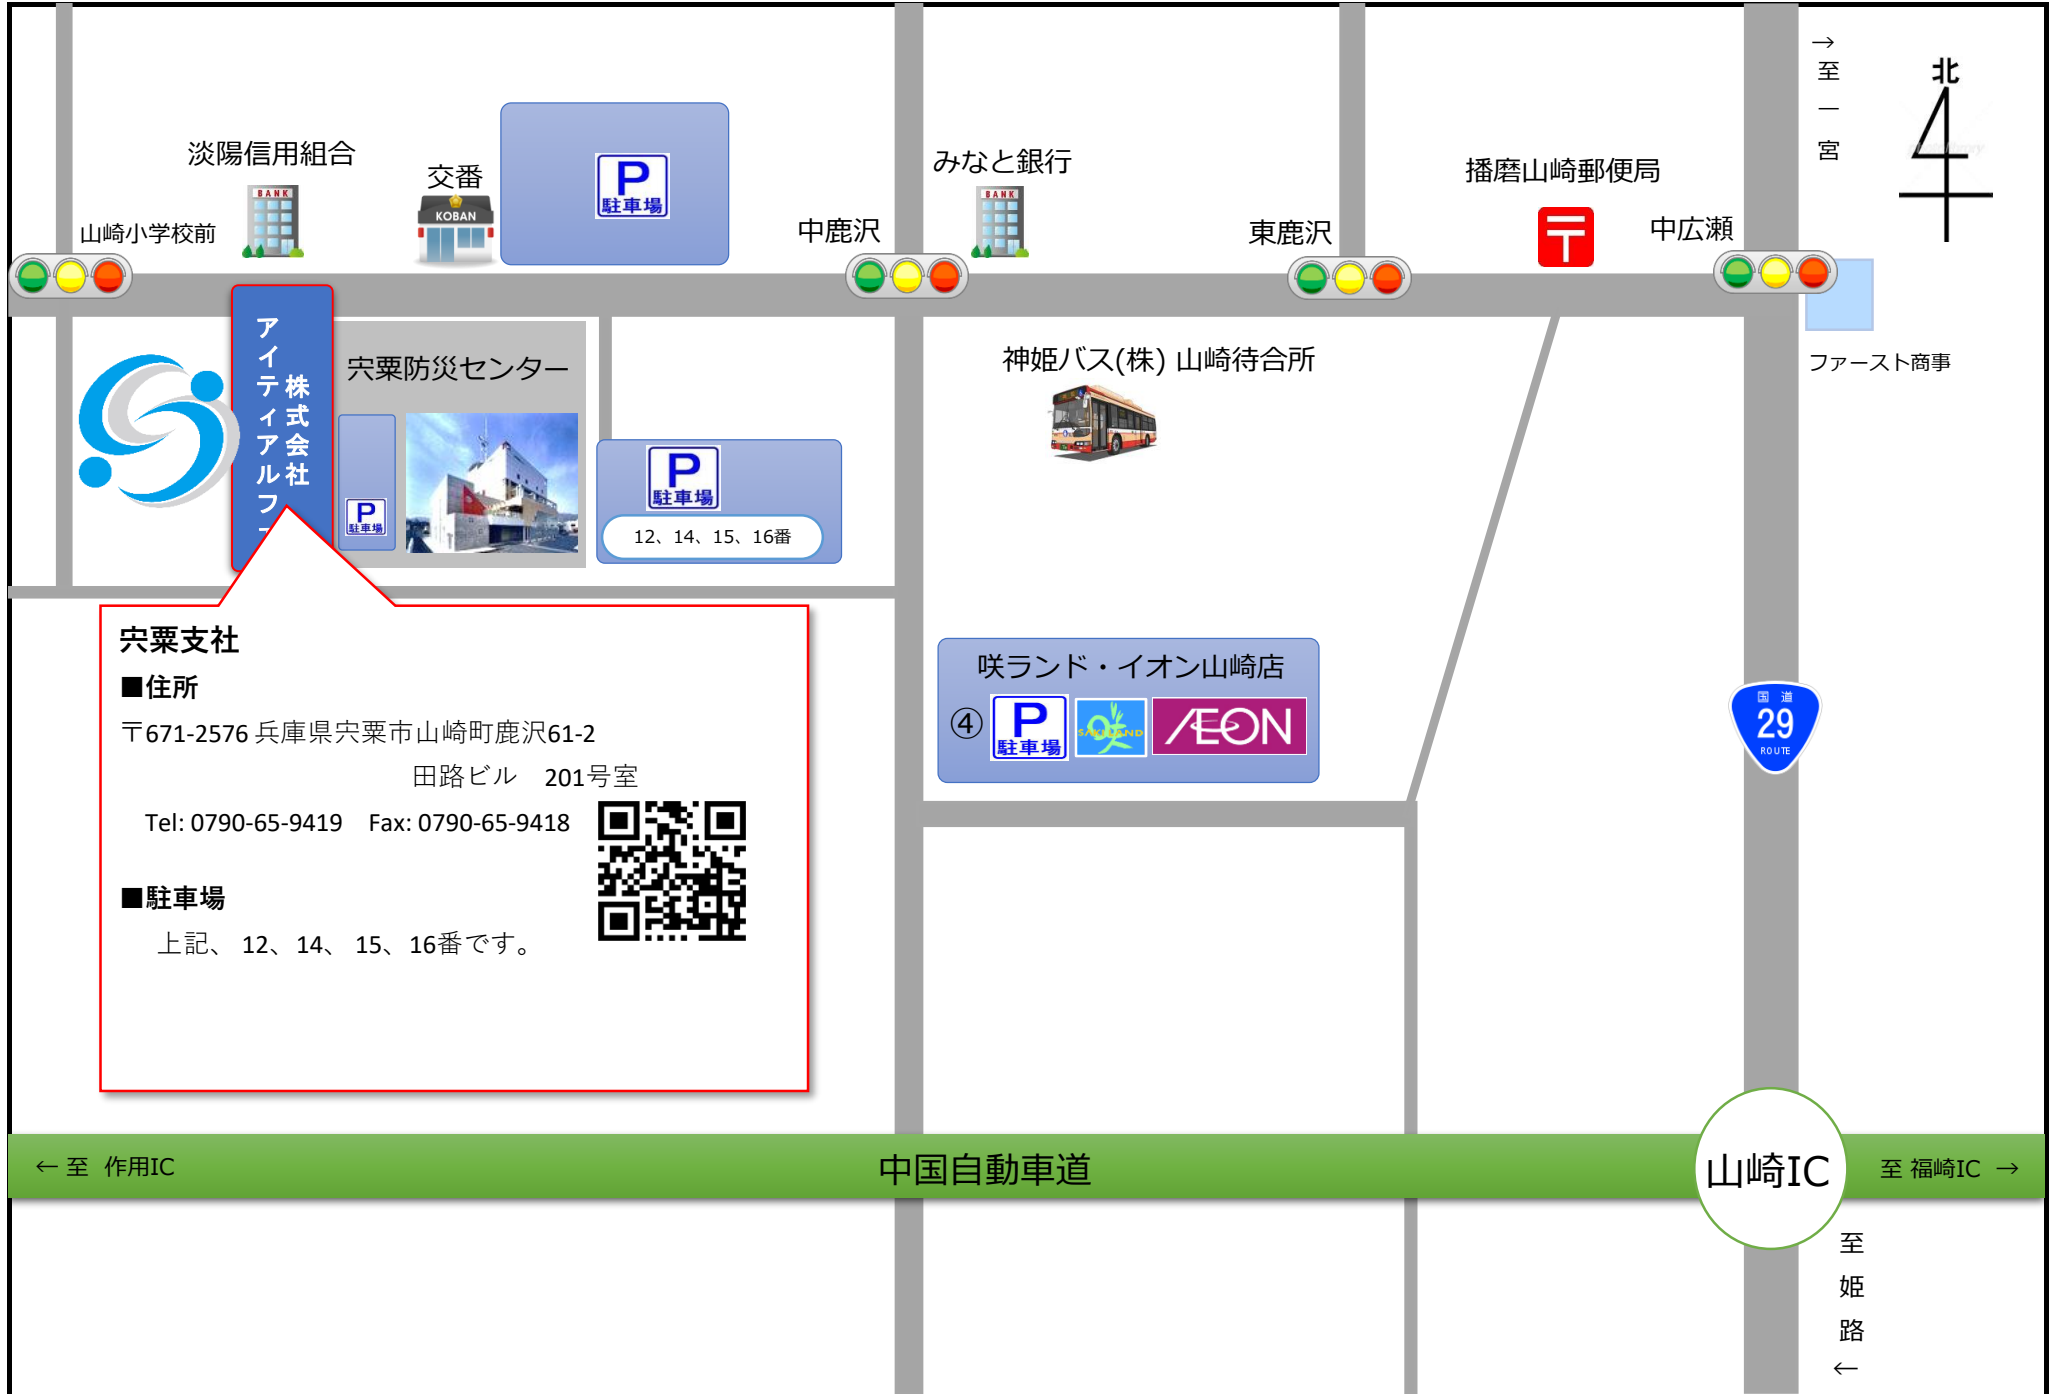 →
至
一
宮
北
淡陽信用組合
BANK
交番
KOBAN
P
駐車場
みなと銀行
BANK
播磨山崎郵便局
山崎小学校前
中鹿沢
東鹿沢
中広瀬
ファースト商事
株式会社
アイティアルフ
宍粟防災センター
P
駐車場
P
駐車場
12、14、15、16番
神姫バス(株) 山崎待合所
宍粟支社
■住所
〒671-2576 兵庫県宍粟市山崎町鹿沢61-2
田路ビル　201号室
Tel: 0790-65-9419　Fax: 0790-65-9418
■駐車場
上記、 12、14、 15、16番です。
咲ランド・イオン山崎店
④
P
駐車場
咲
SAKULAND
ÆON
国道
29
ROUTE
← 至 作用IC
中国自動車道
山崎IC
至 福崎IC →
至
姫
路
←